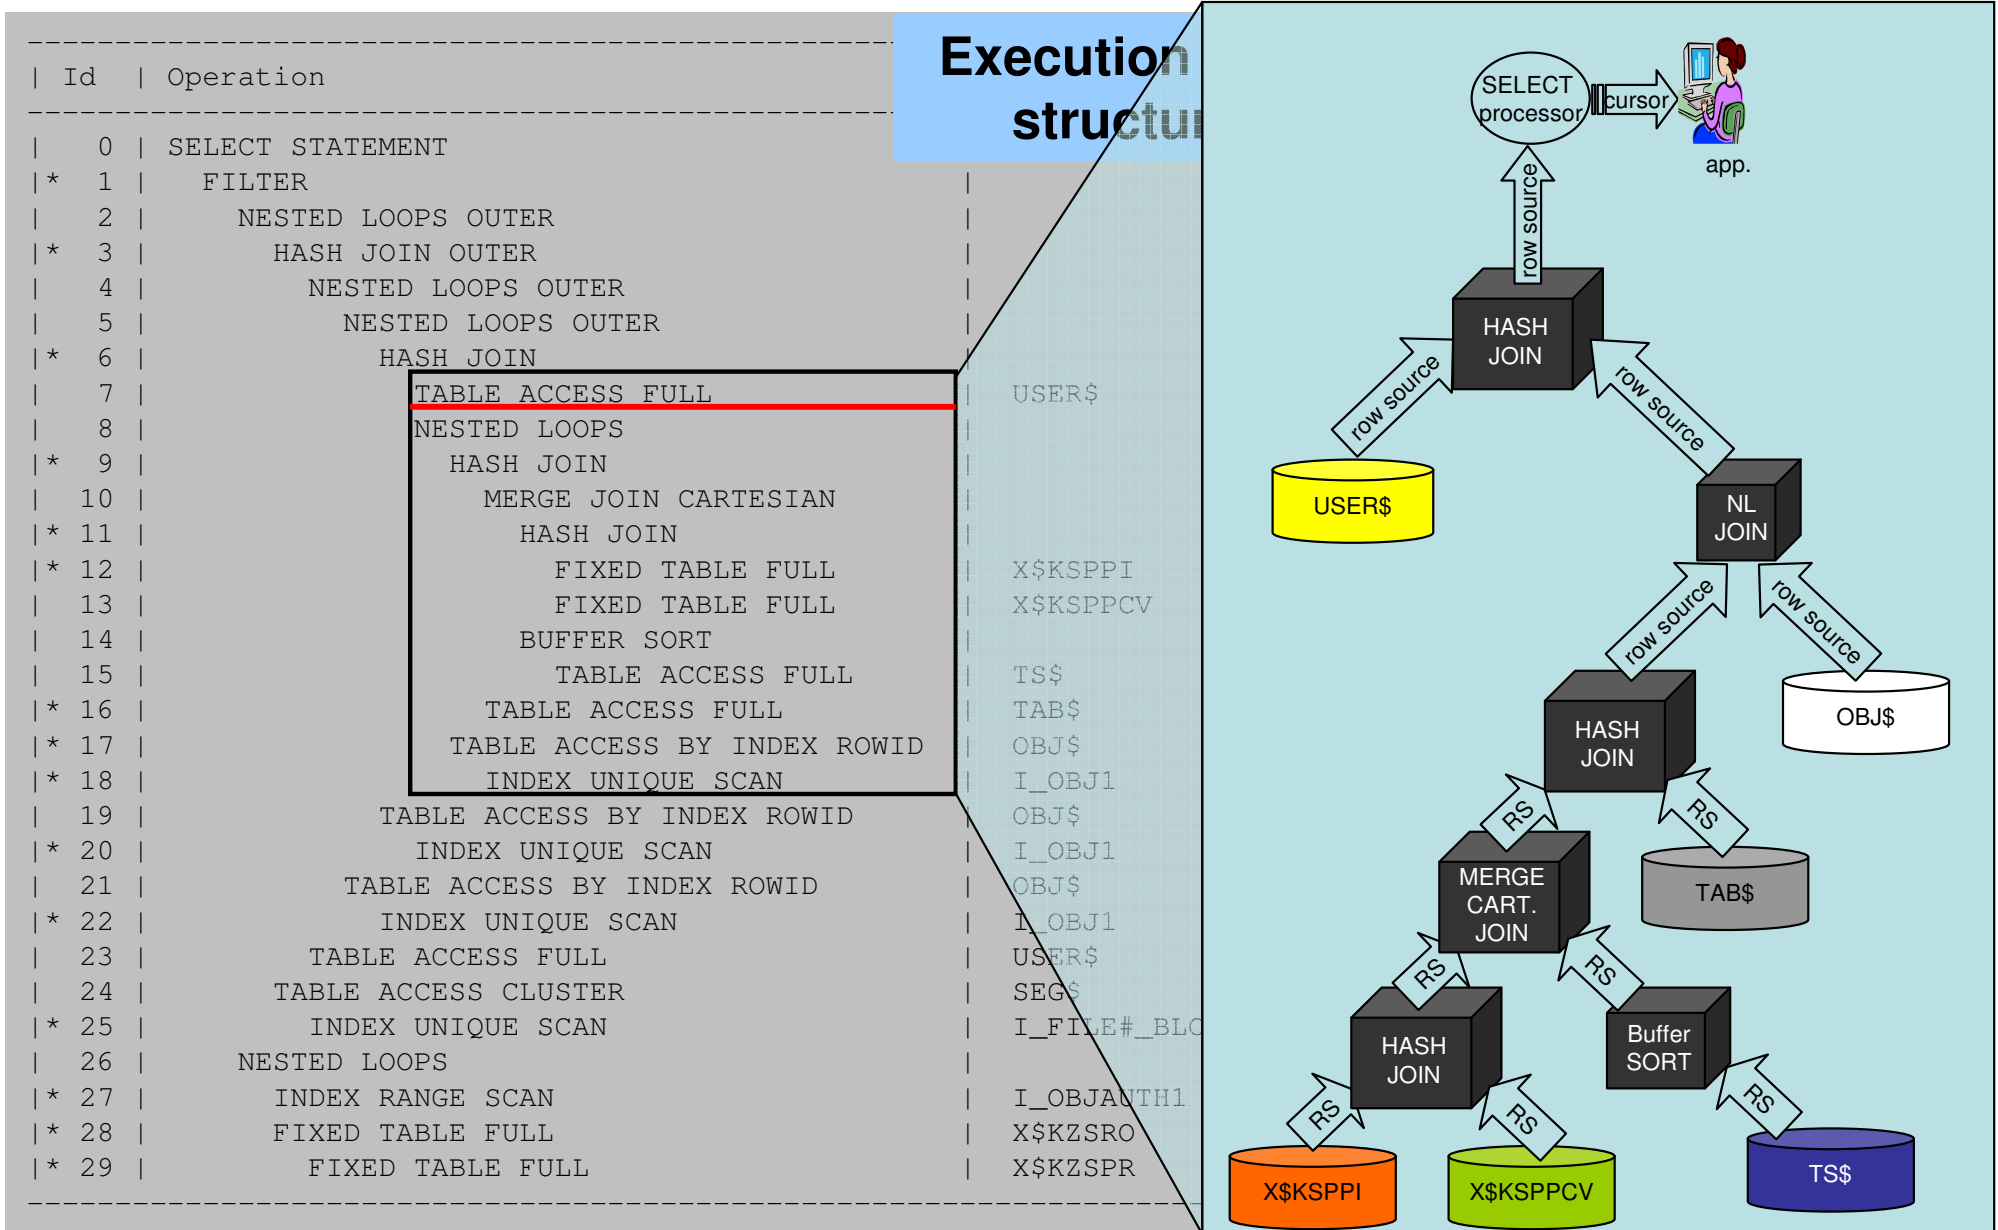 Execution
structu
| Id | Operation
| 0 | SELECT STATEMENT
|* 1 | FILTER |
| 2 | NESTED LOOPS OUTER |
|* 3 | HASH JOIN OUTER |
| 4 | NESTED LOOPS OUTER |
| 5 | NESTED LOOPS OUTER |
|* 6 | HASH JOIN |
| 7 | TABLE ACCESS FULL | USER$
| 8 | NESTED LOOPS |
|* 9 | HASH JOIN |
| 10 | MERGE JOIN CARTESIAN |
|* 11 | HASH JOIN |
|* 12 | FIXED TABLE FULL | X$KSPPI
| 13 | FIXED TABLE FULL | X$KSPPCV
| 14 | BUFFER SORT |
| 15 | TABLE ACCESS FULL | TS$
|* 16 | TABLE ACCESS FULL | TAB$
|* 17 | TABLE ACCESS BY INDEX ROWID | OBJ$
|* 18 | INDEX UNIQUE SCAN | I_OBJ1
| 19 | TABLE ACCESS BY INDEX ROWID | OBJ$
|* 20 | INDEX UNIQUE SCAN | I_OBJ1
| 21 | TABLE ACCESS BY INDEX ROWID | OBJ$
|* 22 | INDEX UNIQUE SCAN | I_OBJ1
| 23 | TABLE ACCESS FULL | USER$
| 24 | TABLE ACCESS CLUSTER | SEG$
|* 25 | INDEX UNIQUE SCAN | I_FILE#_BLO
| 26 | NESTED LOOPS |
|* 27 | INDEX RANGE SCAN | I_OBJAUTH1
|* 28 | FIXED TABLE FULL | X$KZSRO
|* 29 | FIXED TABLE FULL | X$KZSPR
SELECT
processor
cursor
app.
row source
HASH
JOIN
row source
row source
USER$
NL
JOIN
row source
row source
HASH
JOIN
OBJ$
RS
RS
MERGE
CART.
JOIN
TAB$
RS
RS
HASH
JOIN
Buffer
SORT
RS
RS
RS
X$KSPPI
X$KSPPCV
TS$